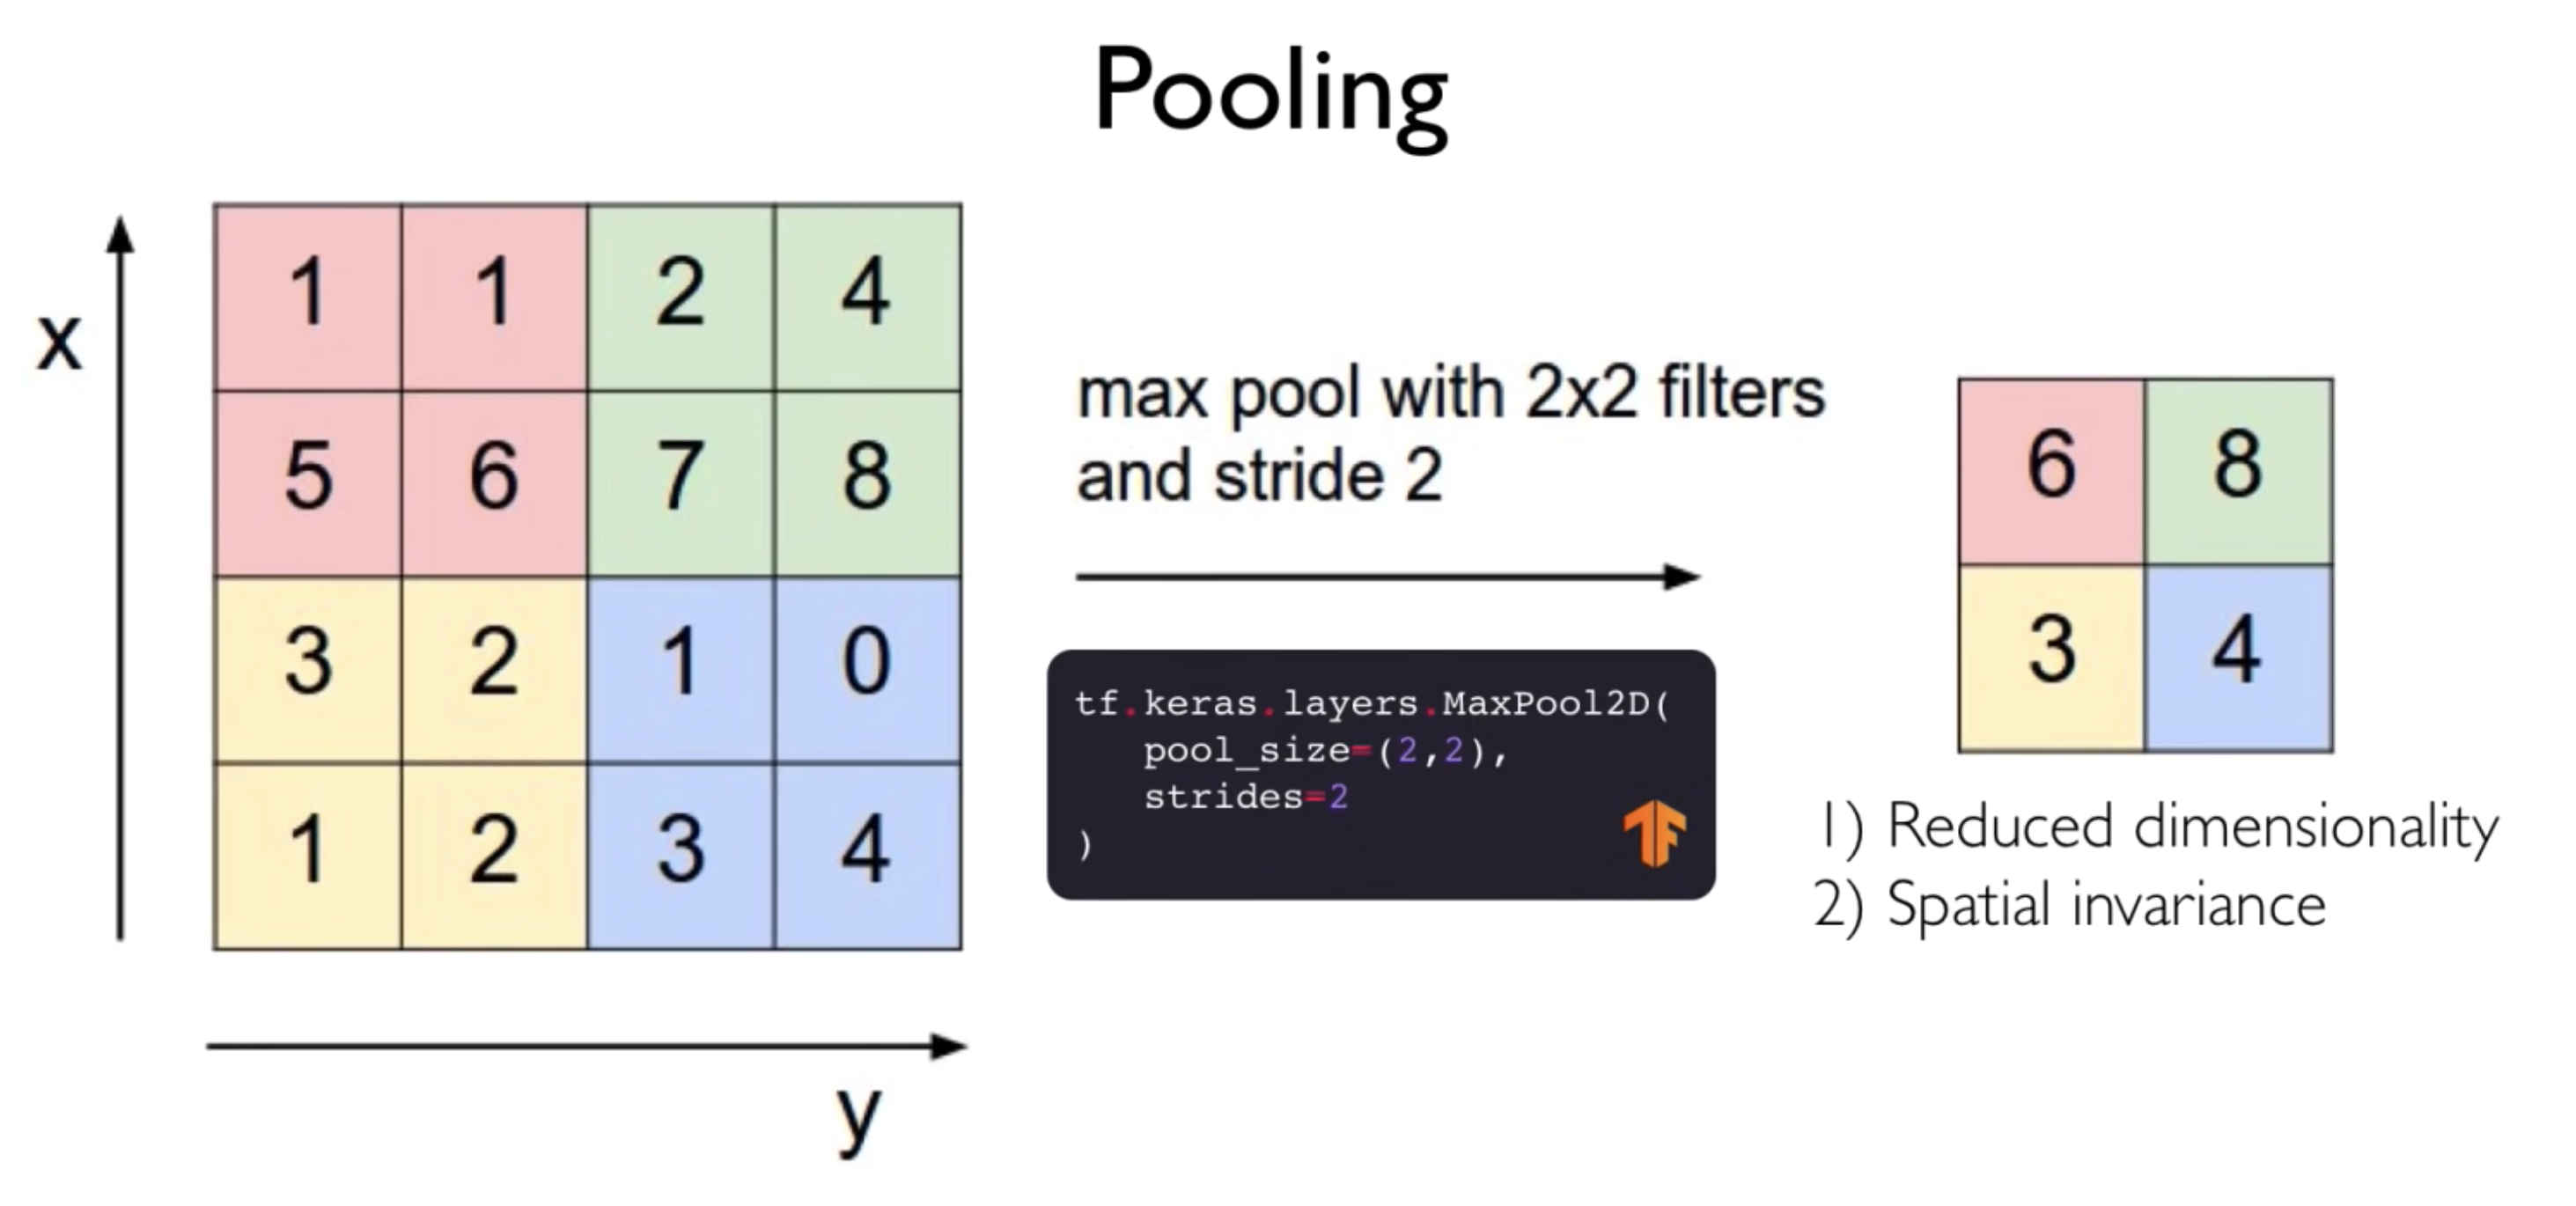 Pooling
x
1 1 2 4
5 6 7 8
3 2 1 0
1 2 3 4
y
max pool with 2x2 filters
and stride 2
tf.keras.layers.MaxPool2D(
pool_size=(2,2),
strides=2
)
6 8
3 4
1) Reduced dimensionality
2) Spatial invariance